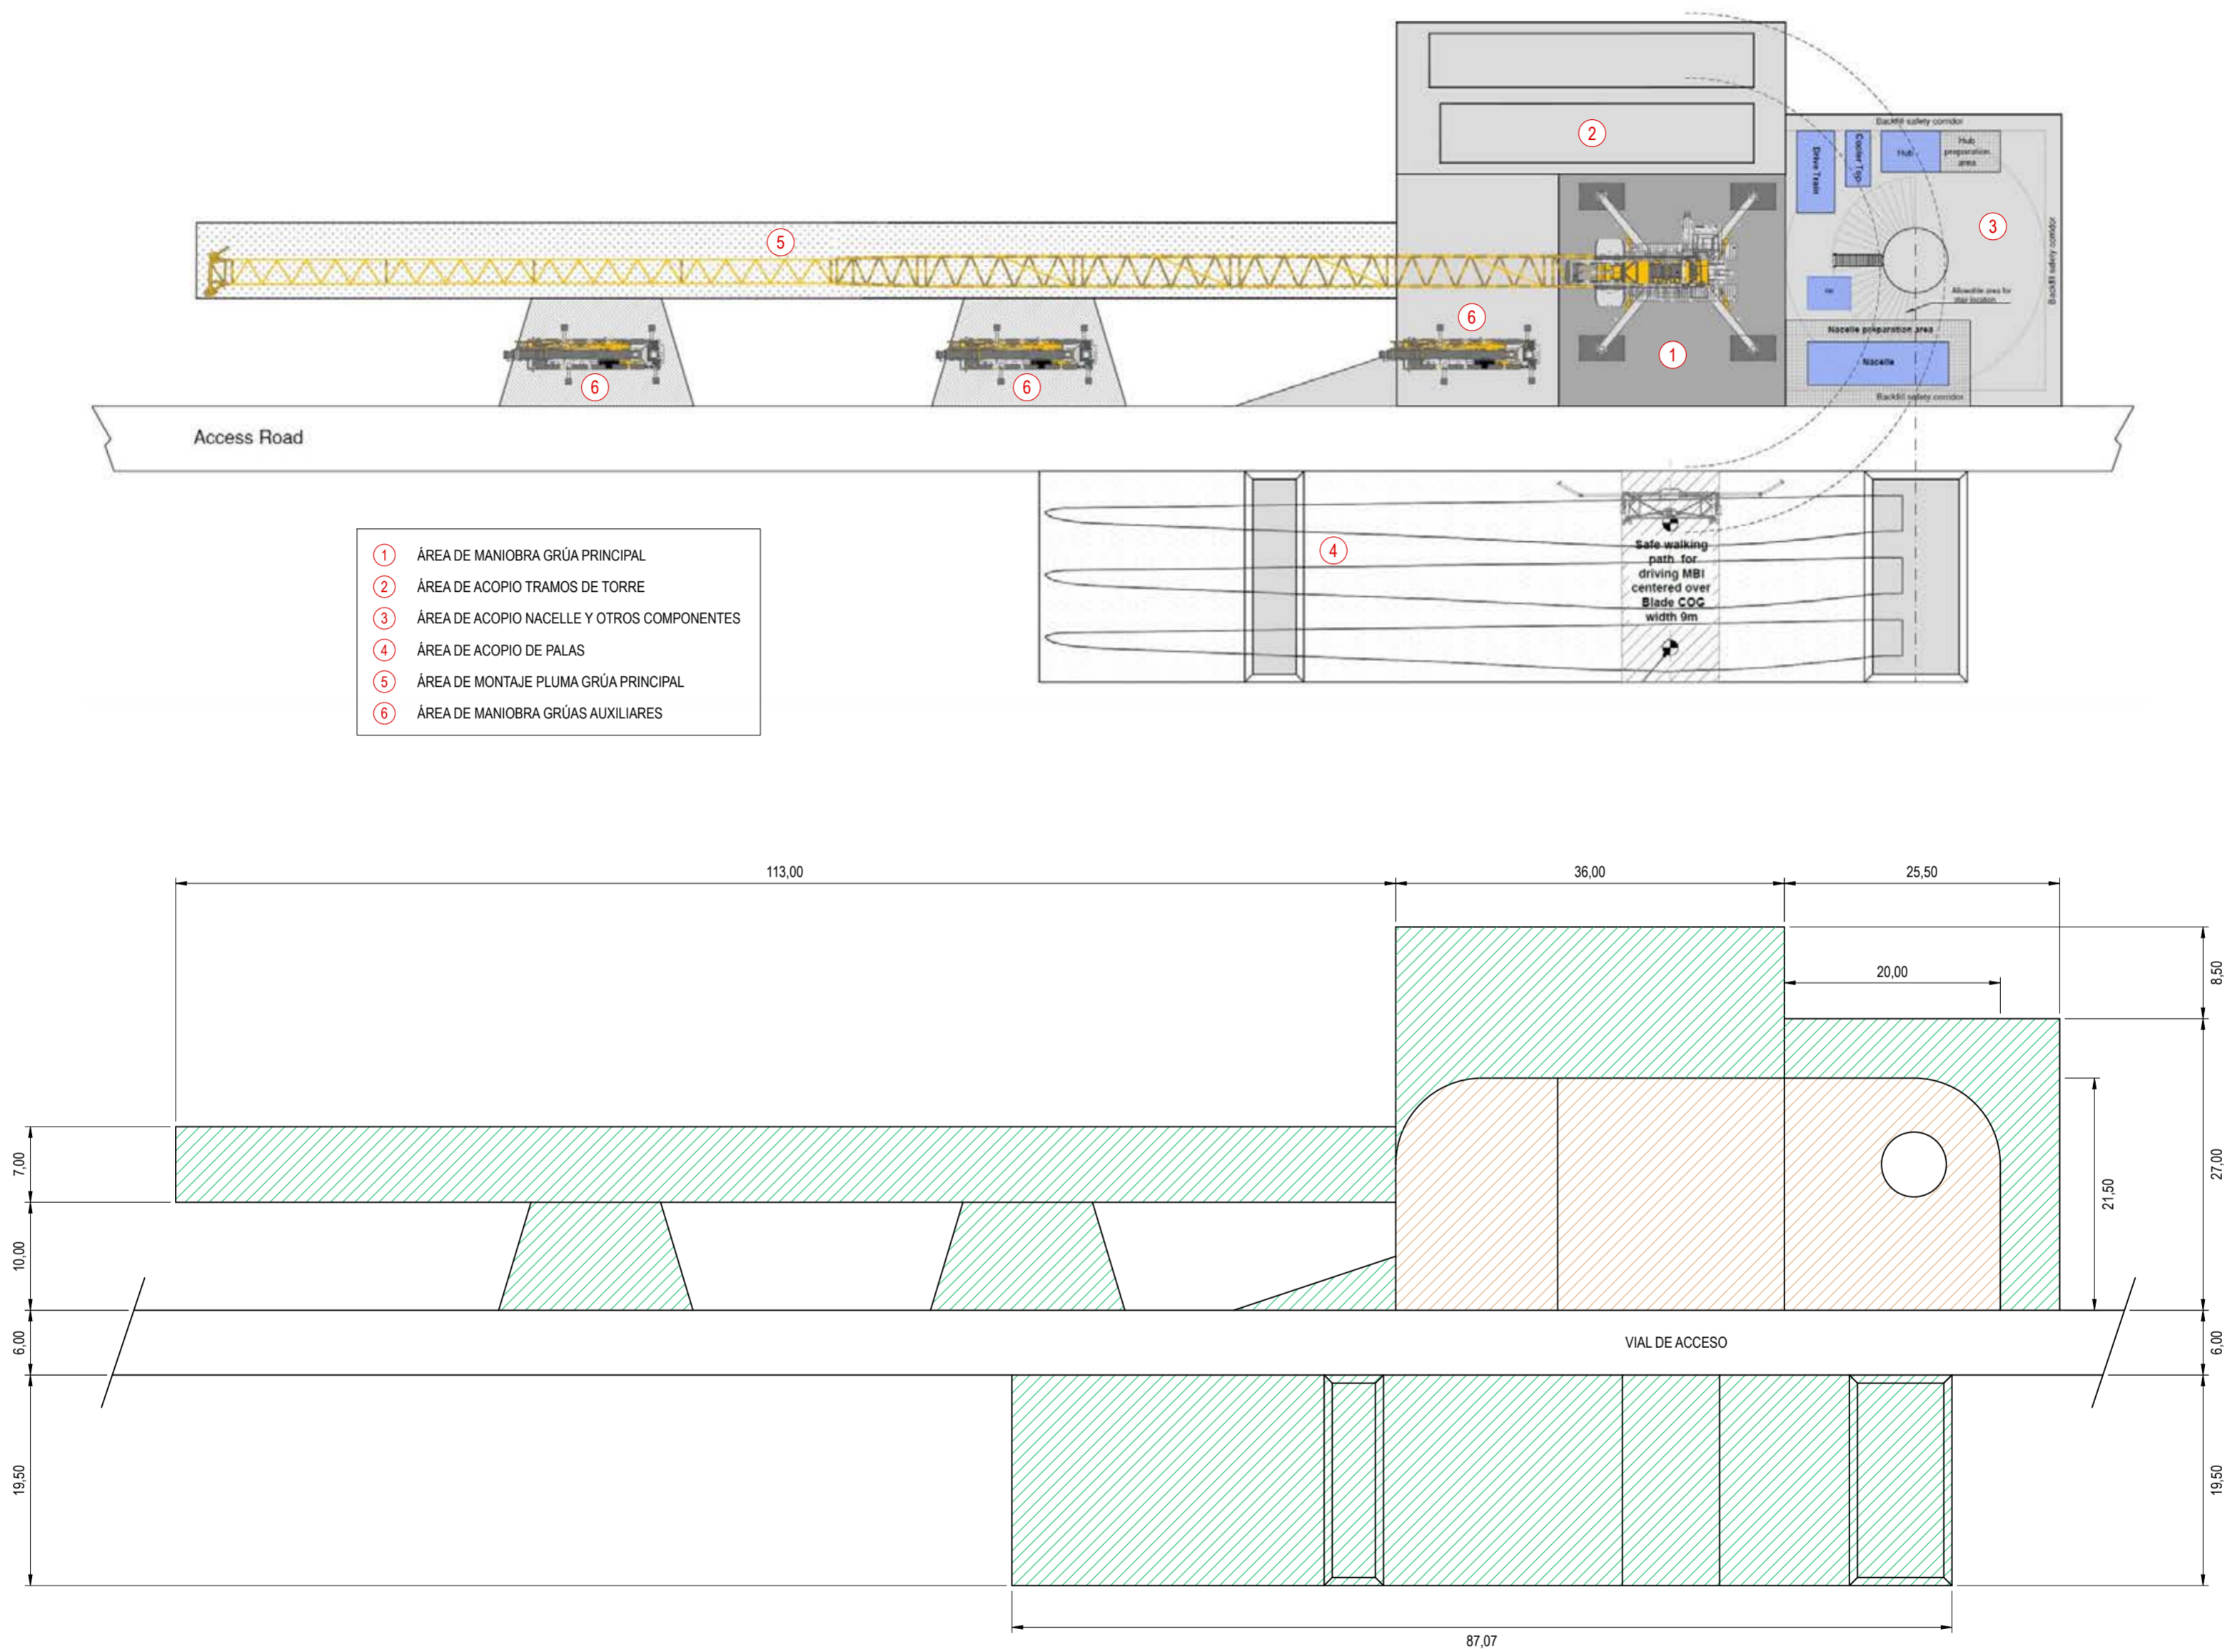 Backfill safety corridor
Drive Train
Cooler Top
Hub
Hub
preparation
area
2
3
5
Backfill safety corridor
Allowable area for
stair location
6
Nacelle preparation area
1
Nacelle
6
6
Backfill safety corridor
Access Road
4
Safe walking
path for
driving MBI
centered over
Blade COG
width 9m
1 ÁREA DE MANIOBRA GRÚA PRINCIPAL
2 ÁREA DE ACOPIO TRAMOS DE TORRE
3 ÁREA DE ACOPIO NACELLE Y OTROS COMPONENTES
4 ÁREA DE ACOPIO DE PALAS
5 ÁREA DE MONTAJE PLUMA GRÚA PRINCIPAL
6 ÁREA DE MANIOBRA GRÚAS AUXILIARES
113,00
36,00
25,50
8,50
20,00
7,00
27,00
21,50
10,00
6,00
VIAL DE ACCESO
6,00
19,50
19,50
87,07